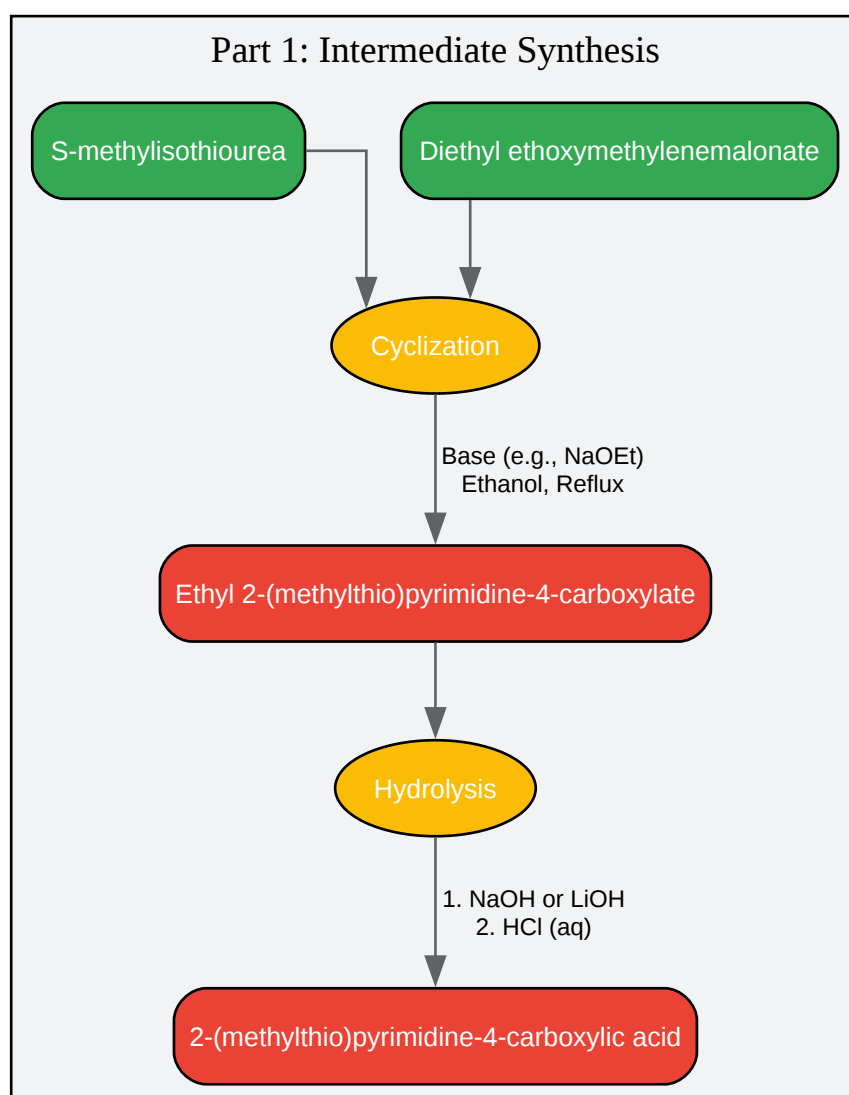 Part 1: Intermediate Synthesis
S-methylisothiourea
Diethyl ethoxymethylenemalonate
Cyclization
Base (e.g., NaOEt)
Ethanol, Reflux
Ethyl 2-(methylthio)pyrimidine-4-carboxylate
Hydrolysis
1. NaOH or LiOH
2. HCl (aq)
2-(methylthio)pyrimidine-4-carboxylic acid